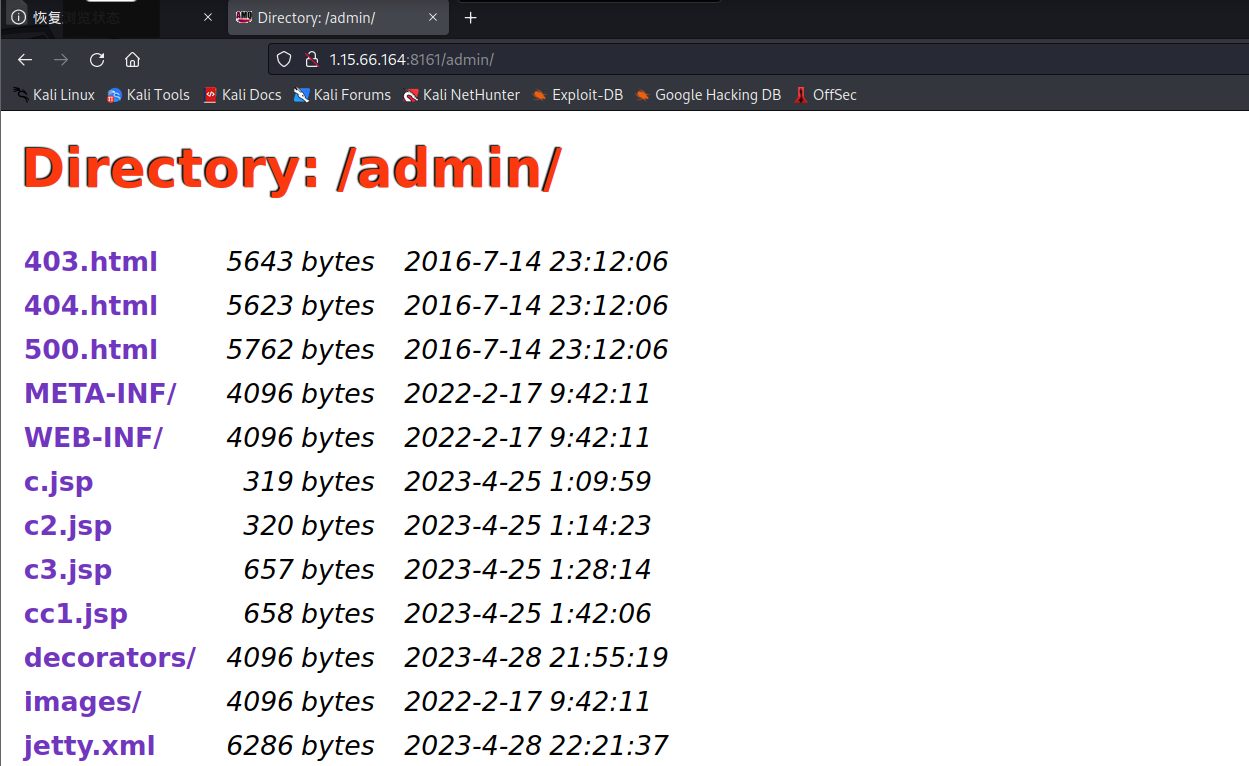 恢复浏览状态
Directory: /admin/
1.15.66.164:8161/admin/
Kali Linux Kali Tools Kali Docs Kali Forums Kali NetHunter Exploit-DB Google Hacking DB OffSec
Directory: /admin/
403.html 5643 bytes 2016-7-14 23:12:06
404.html 5623 bytes 2016-7-14 23:12:06
500.html 5762 bytes 2016-7-14 23:12:06
META-INF/ 4096 bytes 2022-2-17 9:42:11
WEB-INF/ 4096 bytes 2022-2-17 9:42:11
c.jsp 319 bytes 2023-4-25 1:09:59
c2.jsp 320 bytes 2023-4-25 1:14:23
c3.jsp 657 bytes 2023-4-25 1:28:14
cc1.jsp 658 bytes 2023-4-25 1:42:06
decorators/ 4096 bytes 2023-4-28 21:55:19
images/ 4096 bytes 2022-2-17 9:42:11
jetty.xml 6286 bytes 2023-4-28 22:21:37